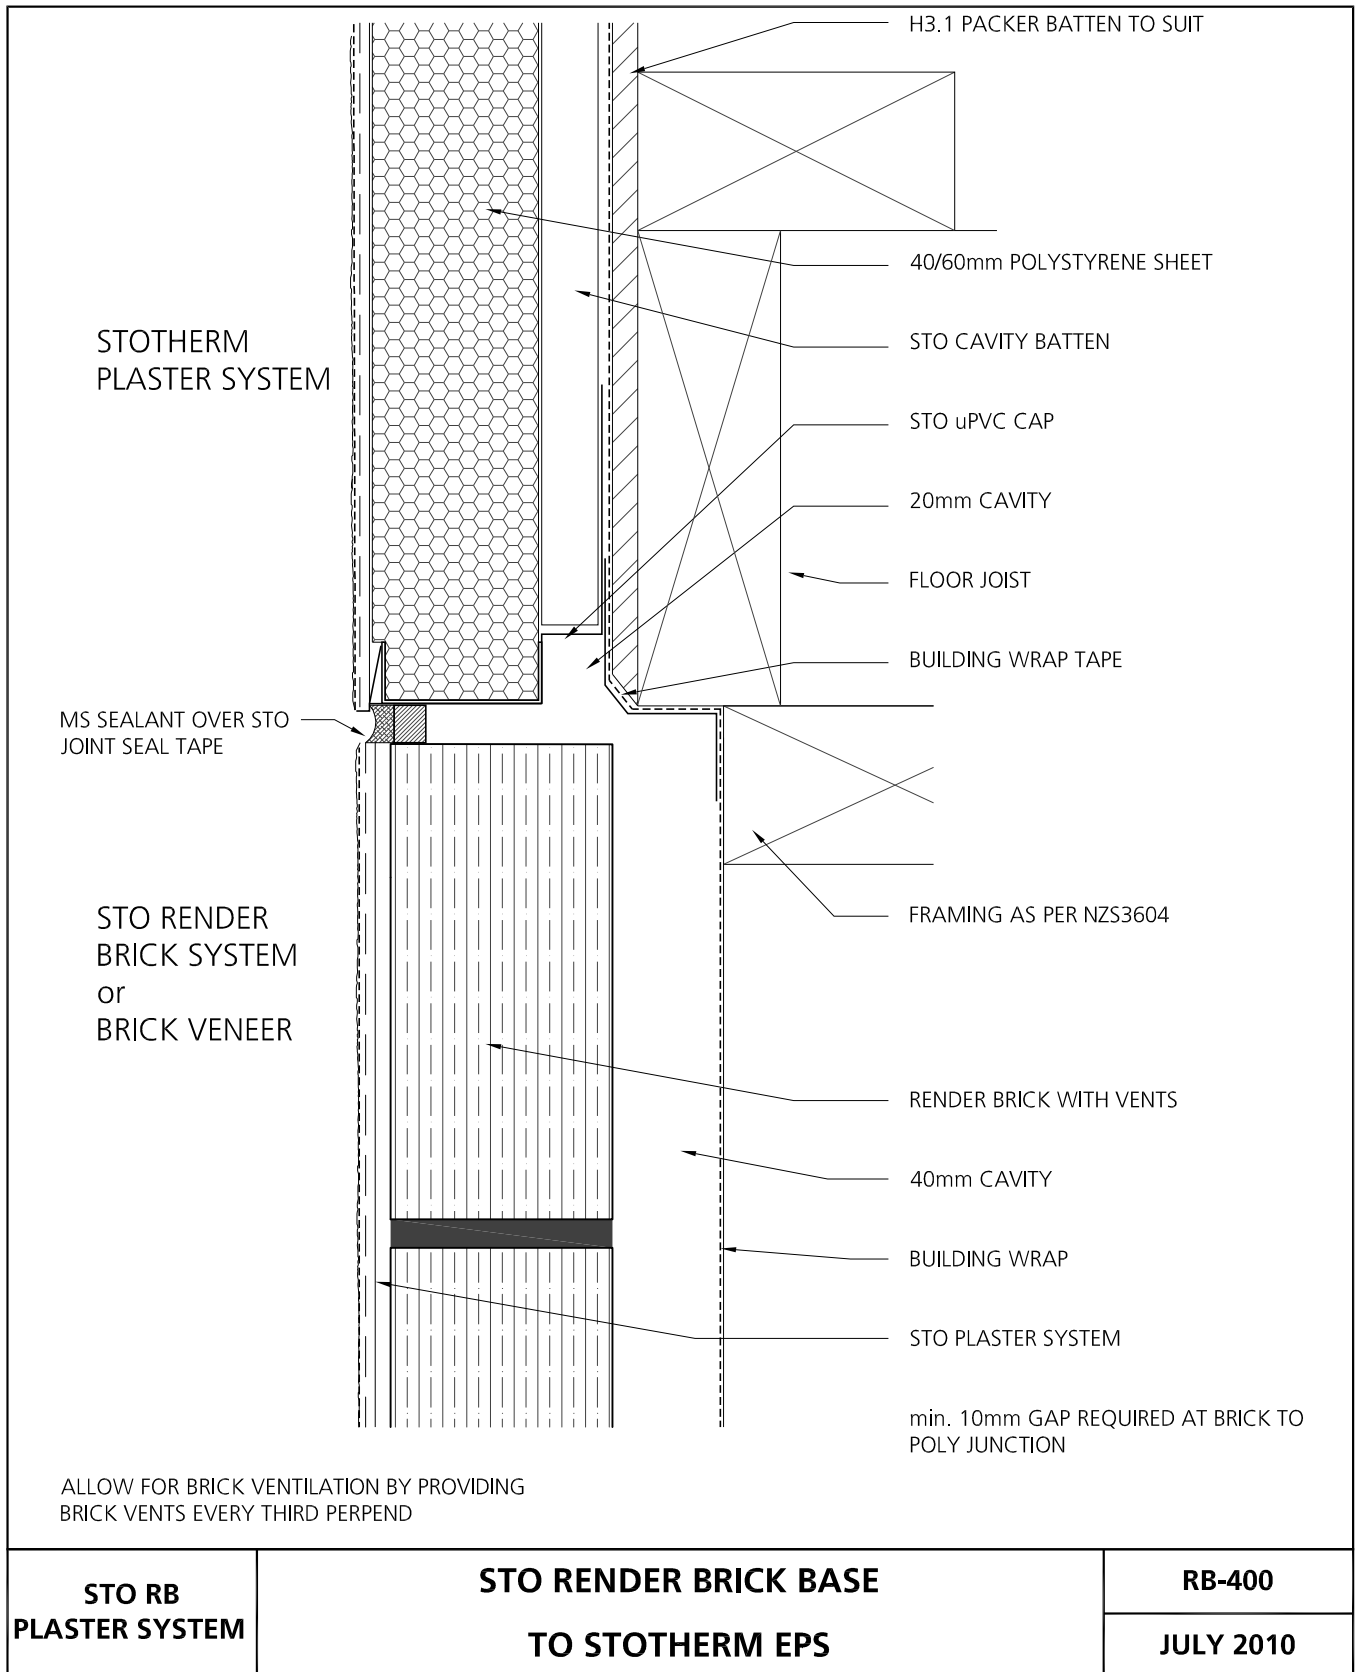 H3.1 PACKER BATTEN TO SUIT
40/60mm POLYSTYRENE SHEET
STOTHERM
PLASTER SYSTEM
STO CAVITY BATTEN
STO uPVC CAP
20mm CAVITY
FLOOR JOIST
BUILDING WRAP TAPE
MS SEALANT OVER STO
JOINT SEAL TAPE
STO RENDER
BRICK SYSTEM
or
BRICK VENEER
FRAMING AS PER NZS3604
RENDER BRICK WITH VENTS
40mm CAVITY
BUILDING WRAP
STO PLASTER SYSTEM
min. 10mm GAP REQUIRED AT BRICK TO
POLY JUNCTION
ALLOW FOR BRICK VENTILATION BY PROVIDING
BRICK VENTS EVERY THIRD PERPEND
STO RB
PLASTER SYSTEM
STO RENDER BRICK BASE
TO STOTHERM EPS
RB-400
JULY 2010